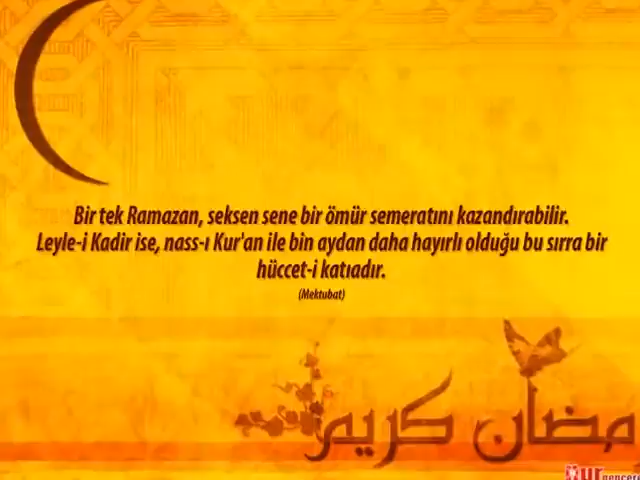 Bir tek Ramazan, seksen sene bir ömür semeratını kazandırabilir.
Leyle-i Kadir ise, nass-ı Kur'an ile bin aydan daha hayırlı olduğu bu sırra bir
hüccet-i katıadır.
(Mektubat)
رمضان كريم